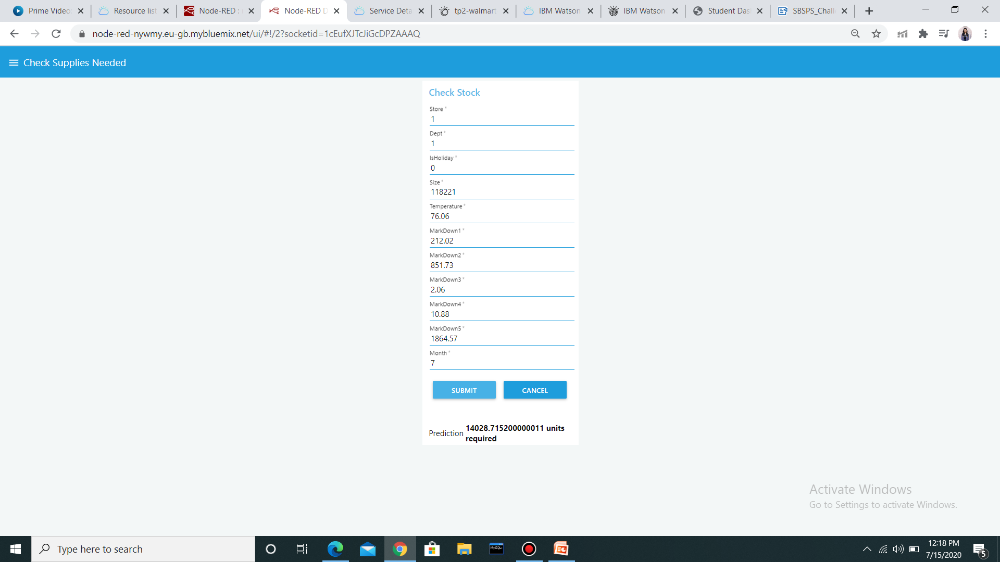 Prime Video
Resource list
Node-RED :
Node-RED D
Service Deta
tp2-walmart
IBM Watson
IBM Watson
Student Das
SBSPS_Chall
node-red-nywmy.eu-gb.mybluemix.net/ui/#!/2?socketid=1cEufXJTcJiGcDPZAAAQ
Check Supplies Needed
Check Stock
Store *
1
Dept *
1
IsHoliday *
0
Size *
118221
Temperature *
76.06
MarkDown1 *
212.02
MarkDown2 *
851.73
MarkDown3 *
2.06
MarkDown4 *
10.88
MarkDown5 *
1864.57
Month *
7
SUBMIT CANCEL
Prediction 14028.715200000011 units
required
Activate Windows
Go to Settings to activate Windows.
Type here to search
MySQL
12:18 PM
7/15/2020
5